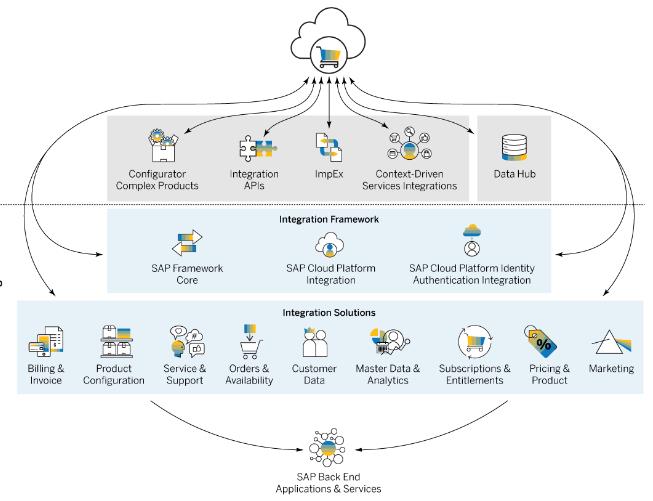 Configurator
Complex Products
Integration
APIs
ImpEx
Context-Driven
Services Integrations
Data Hub
Integration Framework
SAP Framework
Core
SAP Cloud Platform
Integration
SAP Cloud Platform Identity
Authentication Integration
Integration Solutions
Billing &
Invoice
Product
Configuration
Service &
Support
Orders &
Availability
Customer
Data
Master Data &
Analytics
Subscriptions &
Entitlements
%
Pricing &
Product
Marketing
SAP Back End
Applications & Services